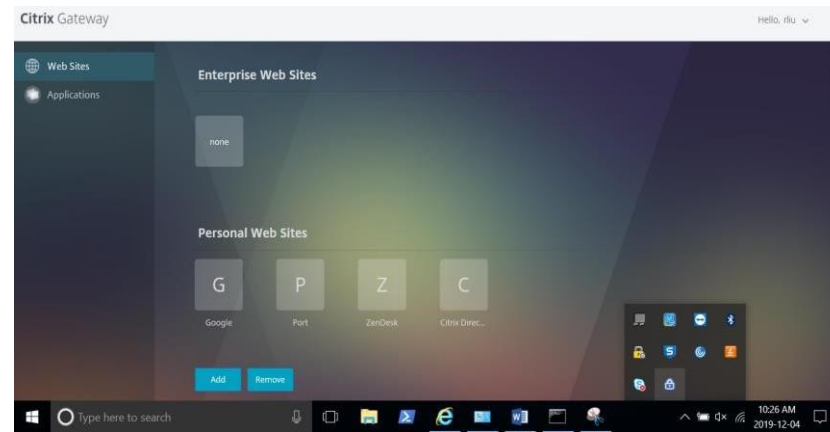 Citrix Gateway
Hello, rliu
Web Sites
Applications
Enterprise Web Sites
none
Personal Web Sites
G P Z C
Google Port ZenDesk Citrix Direc...
Add Remove
Type here to search
10:26 AM
2019-12-04